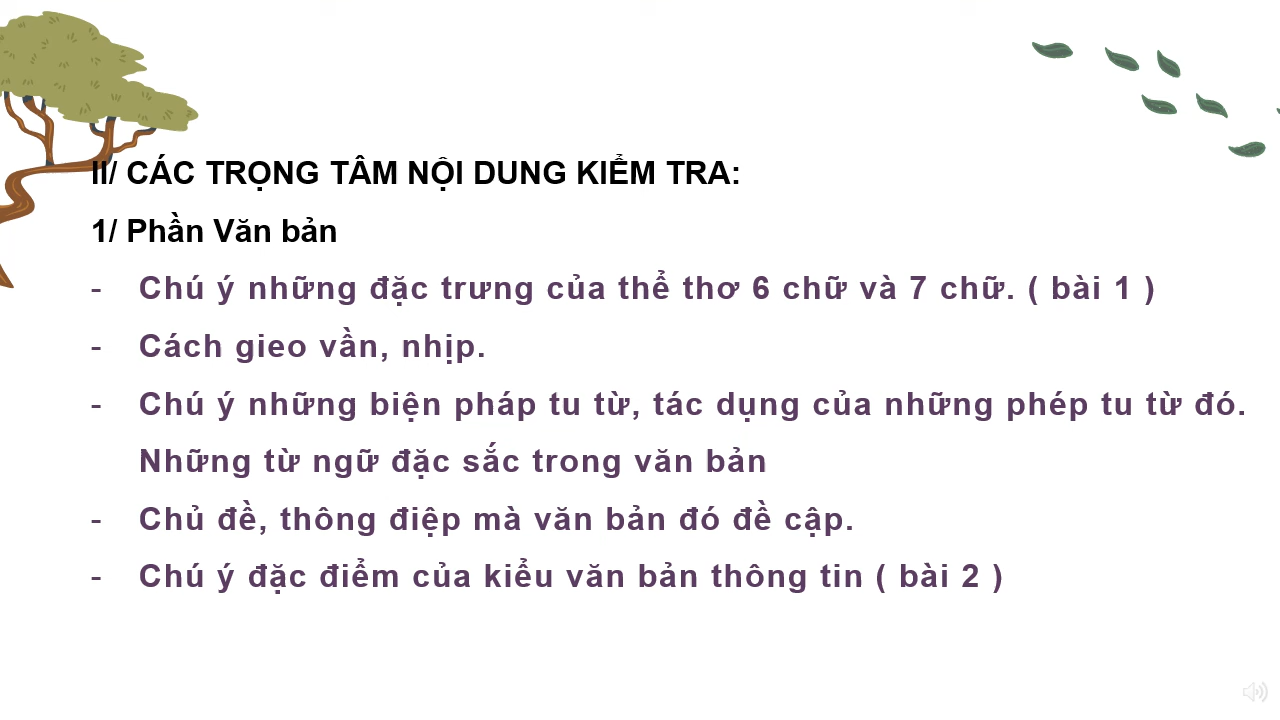 II/ CÁC TRỌNG TÂM NỘI DUNG KIỂM TRA:
1/ Phần Văn bản
- Chú ý những đặc trưng của thể thơ 6 chữ và 7 chữ. ( bài 1 )
- Cách gieo vần, nhịp.
- Chú ý những biện pháp tu từ, tác dụng của những phép tu từ đó.
Những từ ngữ đặc sắc trong văn bản
- Chủ đề, thông điệp mà văn bản đó đề cập.
- Chú ý đặc điểm của kiểu văn bản thông tin ( bài 2 )